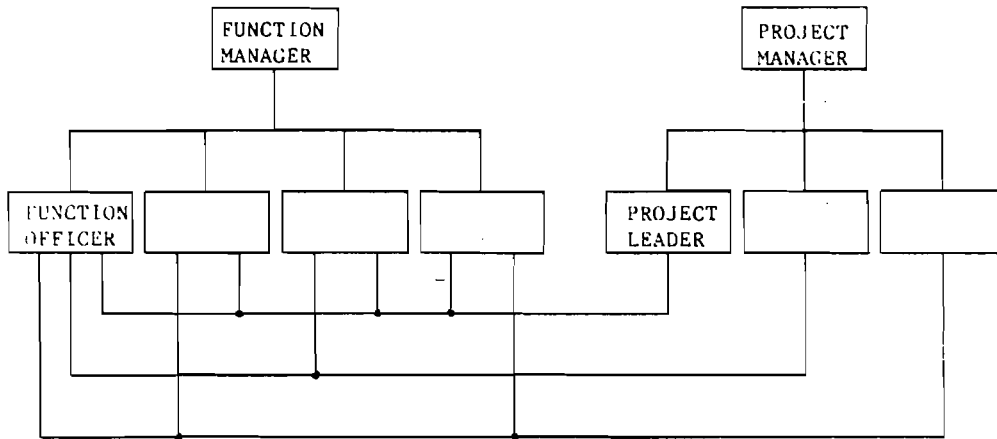 FUNCTION
MANAGER
PROJECT
MANAGER
FUNCTION
OFFICER
PROJECT
LEADER